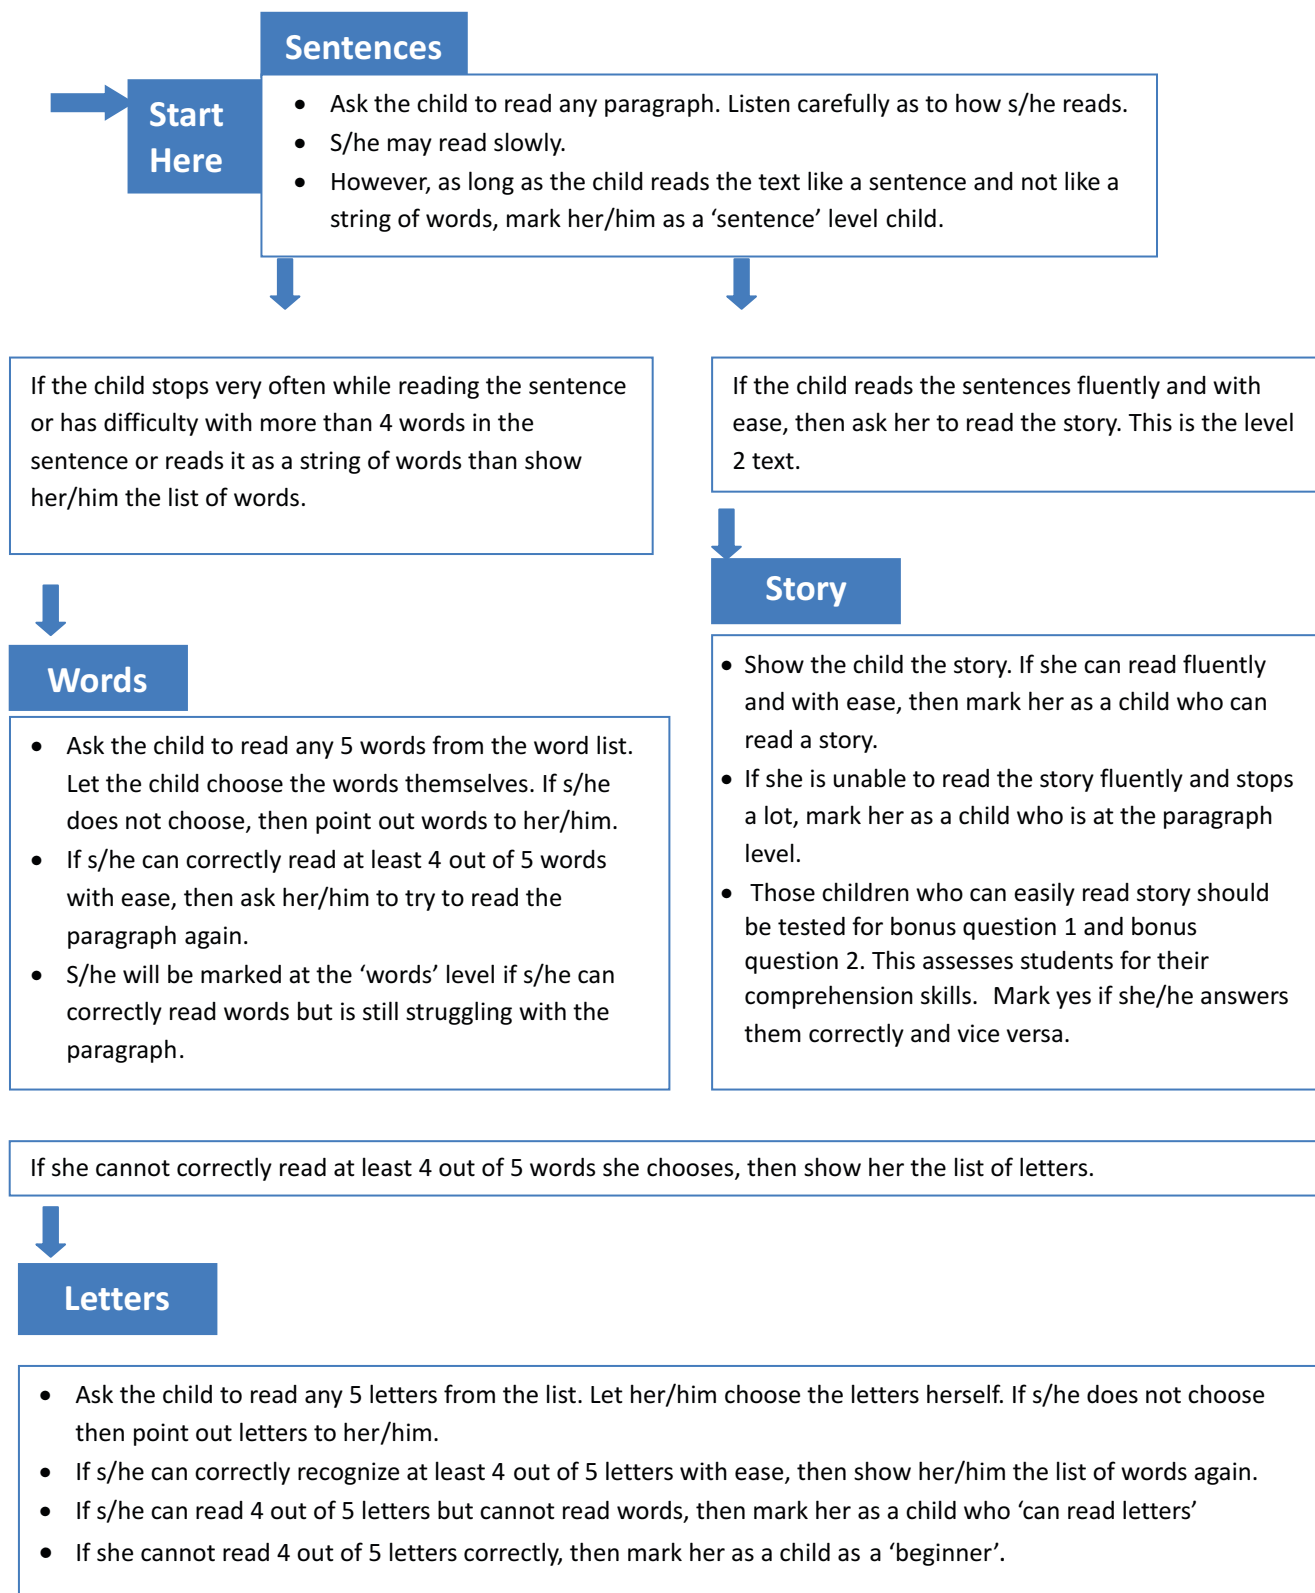 Sentences
Start
Here
• Ask the child to read any paragraph. Listen carefully as to how s/he reads.
• S/he may read slowly.
• However, as long as the child reads the text like a sentence and not like a
string of words, mark her/him as a ‘sentence’ level child.
If the child stops very often while reading the sentence
or has difficulty with more than 4 words in the
sentence or reads it as a string of words than show
her/him the list of words.
If the child reads the sentences fluently and with
ease, then ask her to read the story. This is the level
2 text.
Words
• Ask the child to read any 5 words from the word list.
Let the child choose the words themselves. If s/he
does not choose, then point out words to her/him.
• If s/he can correctly read at least 4 out of 5 words
with ease, then ask her/him to try to read the
paragraph again.
• S/he will be marked at the ‘words’ level if s/he can
correctly read words but is still struggling with the
paragraph.
Story
• Show the child the story. If she can read fluently
and with ease, then mark her as a child who can
read a story.
• If she is unable to read the story fluently and stops
a lot, mark her as a child who is at the paragraph
level.
• Those children who can easily read story should
be tested for bonus question 1 and bonus
question 2. This assesses students for their
comprehension skills. Mark yes if she/he answers
them correctly and vice versa.
If she cannot correctly read at least 4 out of 5 words she chooses, then show her the list of letters.
Letters
• Ask the child to read any 5 letters from the list. Let her/him choose the letters herself. If s/he does not choose
then point out letters to her/him.
• If s/he can correctly recognize at least 4 out of 5 letters with ease, then show her/him the list of words again.
• If s/he can read 4 out of 5 letters but cannot read words, then mark her as a child who ‘can read letters’
• If she cannot read 4 out of 5 letters correctly, then mark her as a child as a ‘beginner’.